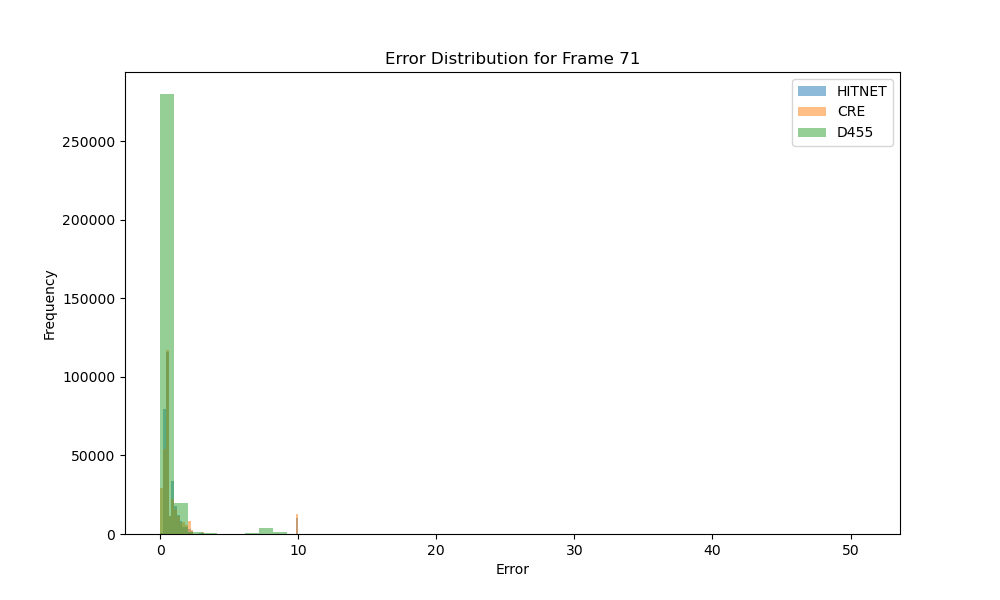 Error Distribution for Frame 71
HITNET
CRE
D455
250000
200000
150000
100000
50000
0
Frequency
0 10 20 30 40 50
Error